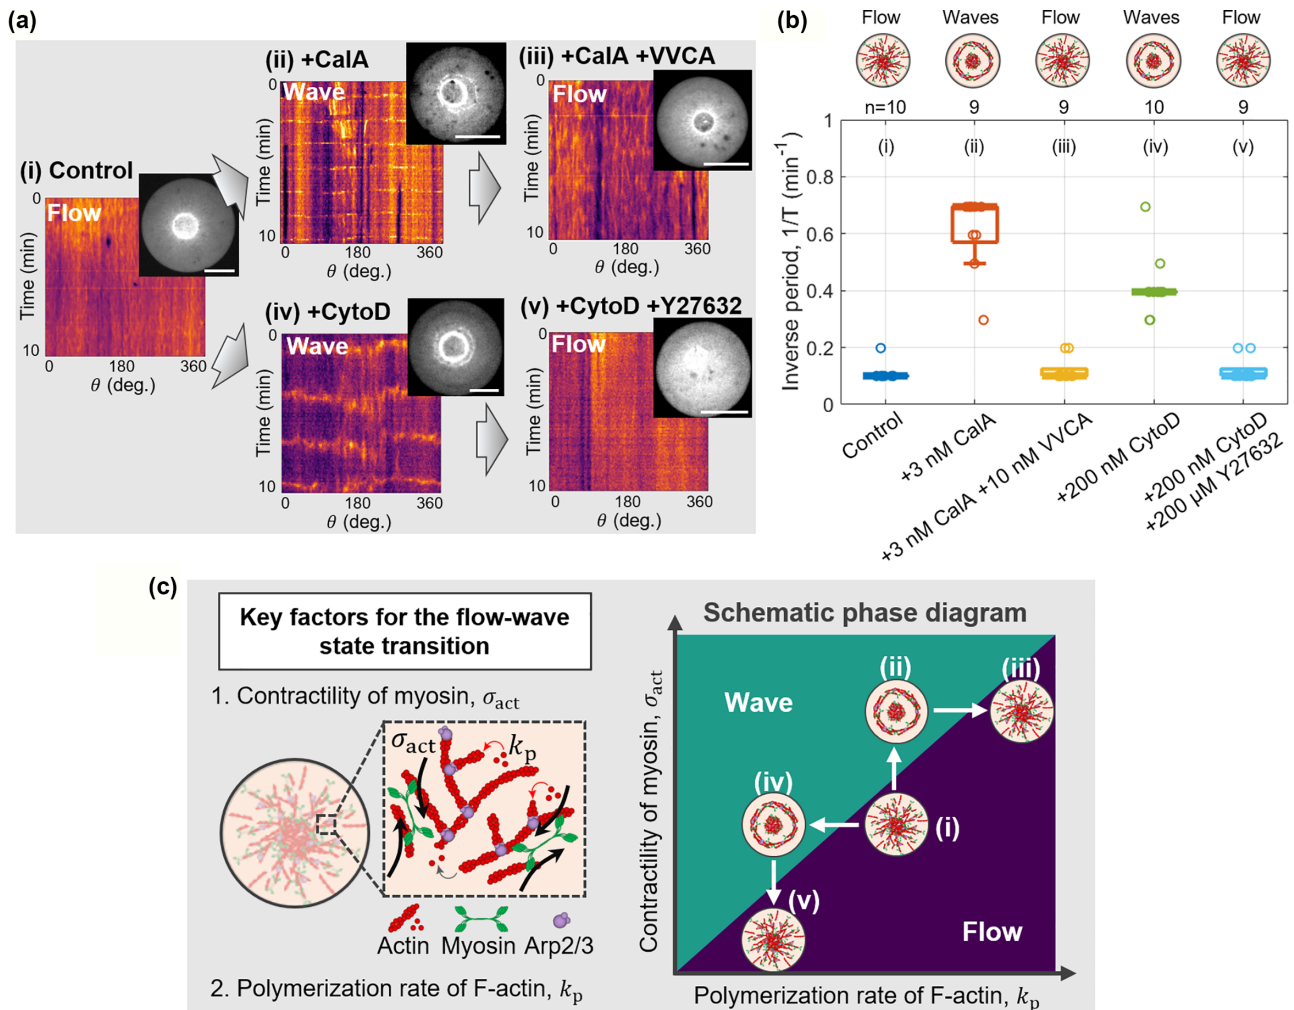 (a)
(i) Control
Flow
0
Time (min)
10
0
180
360
θ (deg.)
(ii) +CalA
Wave
0
Time (min)
10
0
180
360
θ (deg.)
(iii) +CalA +VVCA
Flow
0
Time (min)
10
0
180
360
θ (deg.)
(iv) +CytoD
Wave
0
Time (min)
10
0
180
360
θ (deg.)
(v) +CytoD +Y27632
Flow
0
Time (min)
10
0
180
360
θ (deg.)
(b)
Flow Waves Flow Waves Flow
n=10 9 9 10 9
(i) (ii) (iii) (iv) (v)
1
0.8
0.6
0.4
0.2
0
Inverse period, 1/T (min⁻¹)
Control
+3 nM CalA
+3 nM CalA +10 nM VVCA
+200 nM CytoD
+200 nM CytoD
+200 μM Y27632
(c)
Key factors for the flow-wave
state transition
1. Contractility of myosin, σact
σact
kp
Actin Myosin Arp2/3
2. Polymerization rate of F-actin, kp
Schematic phase diagram
Contractility of myosin, σact
Wave
(ii)
(iii)
(iv)
(i)
(v)
Flow
Polymerization rate of F-actin, kp